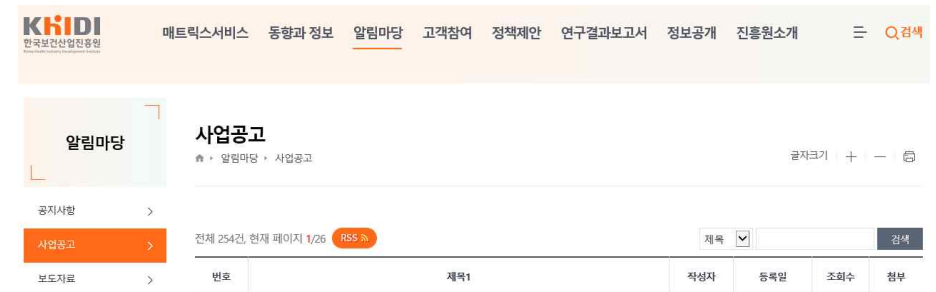 KHIDI
한국보건산업진흥원
매트릭스서비스 동향과 정보 알림마당 고객참여 정책제안 연구결과보고서 정보공개 진흥원소개 검색
알림마당
사업공고
알림마당 사업공고
글자크기
공지사항
사업공고
보도자료
전체 254건, 현재 페이지 1/26 RSS
제목 검색
번호 제목1 작성자 등록일 조회수 첨부